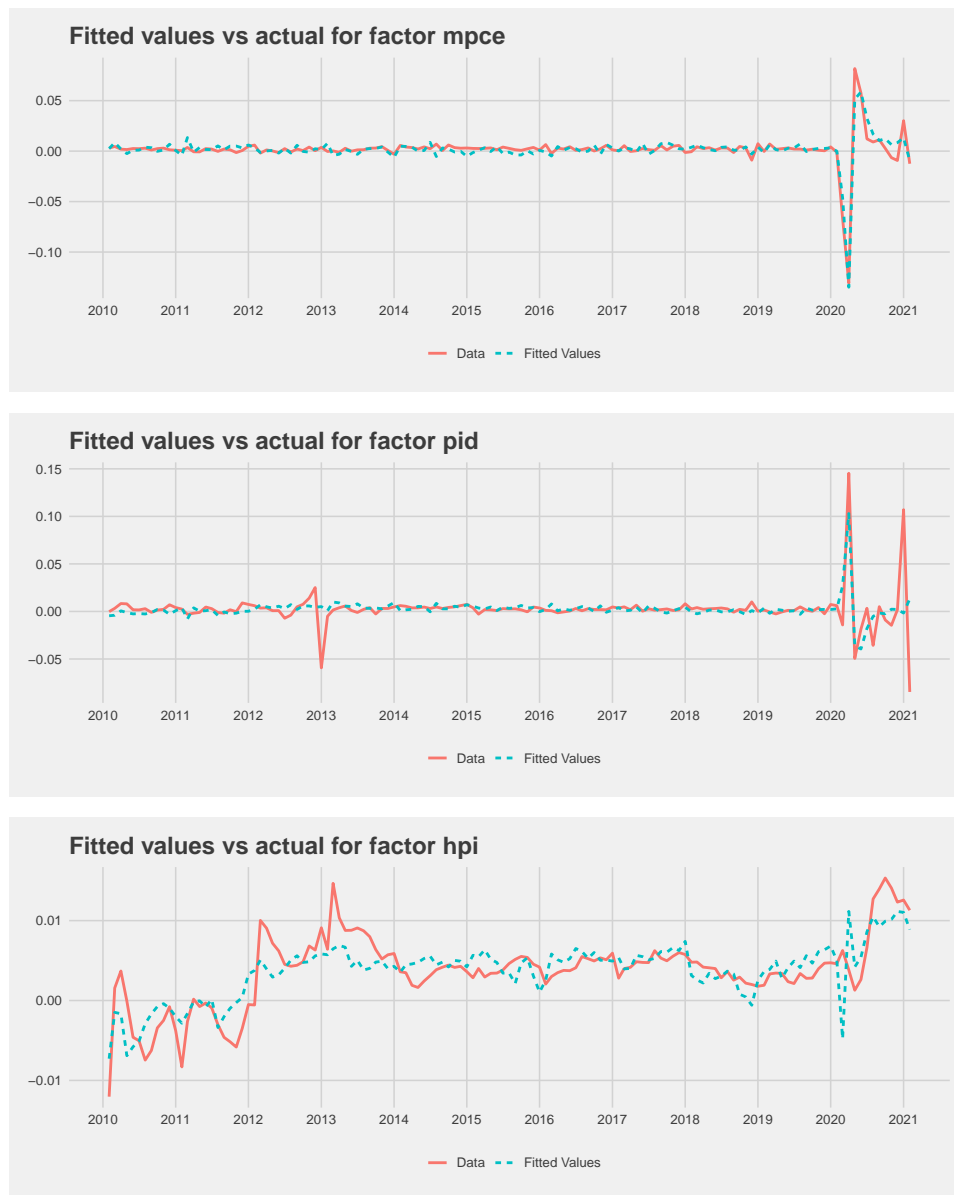 Fitted values vs actual for factor mpce
0.05
0.00
−0.05
−0.10
2010 2011 2012 2013 2014 2015 2016 2017 2018 2019 2020 2021
Data Fitted Values
Fitted values vs actual for factor pid
0.15
0.10
0.05
0.00
−0.05
2010 2011 2012 2013 2014 2015 2016 2017 2018 2019 2020 2021
Data Fitted Values
Fitted values vs actual for factor hpi
0.01
0.00
−0.01
2010 2011 2012 2013 2014 2015 2016 2017 2018 2019 2020 2021
Data Fitted Values